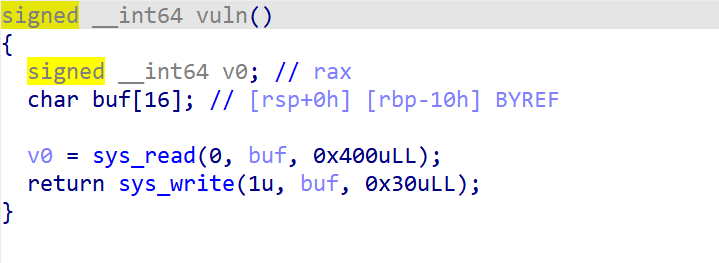 signed __int64 vuln()
{
signed __int64 v0; // rax
char buf[16]; // [rsp+0h] [rbp-10h] BYREF
v0 = sys_read(0, buf, 0x400uLL);
return sys_write(1u, buf, 0x30uLL);
}